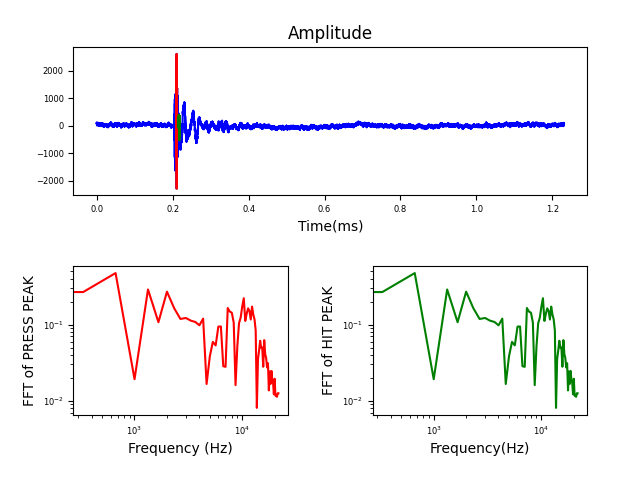 Amplitude
2000
1000
0
−1000
−2000
0.0 0.2 0.4 0.6 0.8 1.0 1.2
Time(ms)
FFT of PRESS PEAK
10⁻¹
10⁻²
10³ 10⁴
Frequency (Hz)
FFT of HIT PEAK
10⁻¹
10⁻²
10³ 10⁴
Frequency(Hz)